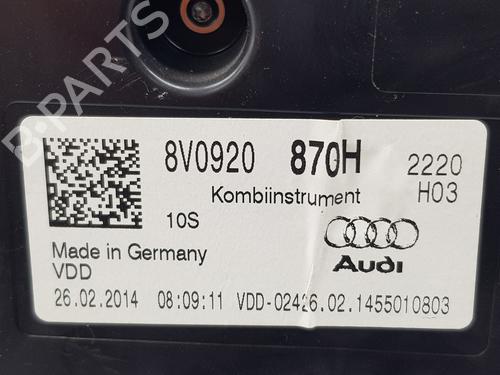 B-PARTS
8V0920 870H 2220
Kombiinstrument H03
10S
Made in Germany Audi
VDD
26.02.2014 08:09:11 VDD-02426.02.1455010803